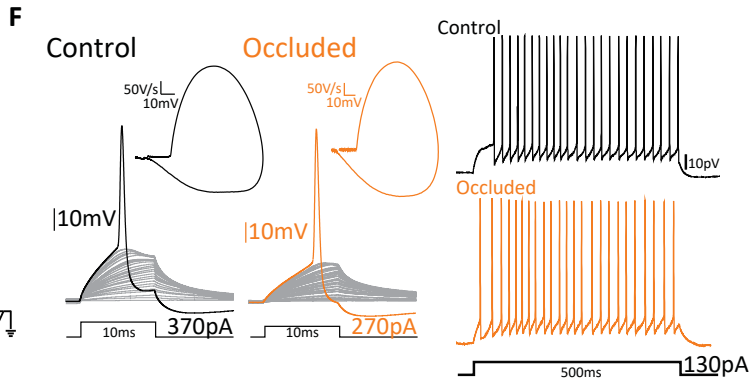 F
Control
Occluded
50V/s
10mV
50V/s
10mV
|10mV
|10mV
10ms
370pA
10ms
270pA
Control
10pV
Occluded
500ms
130pA